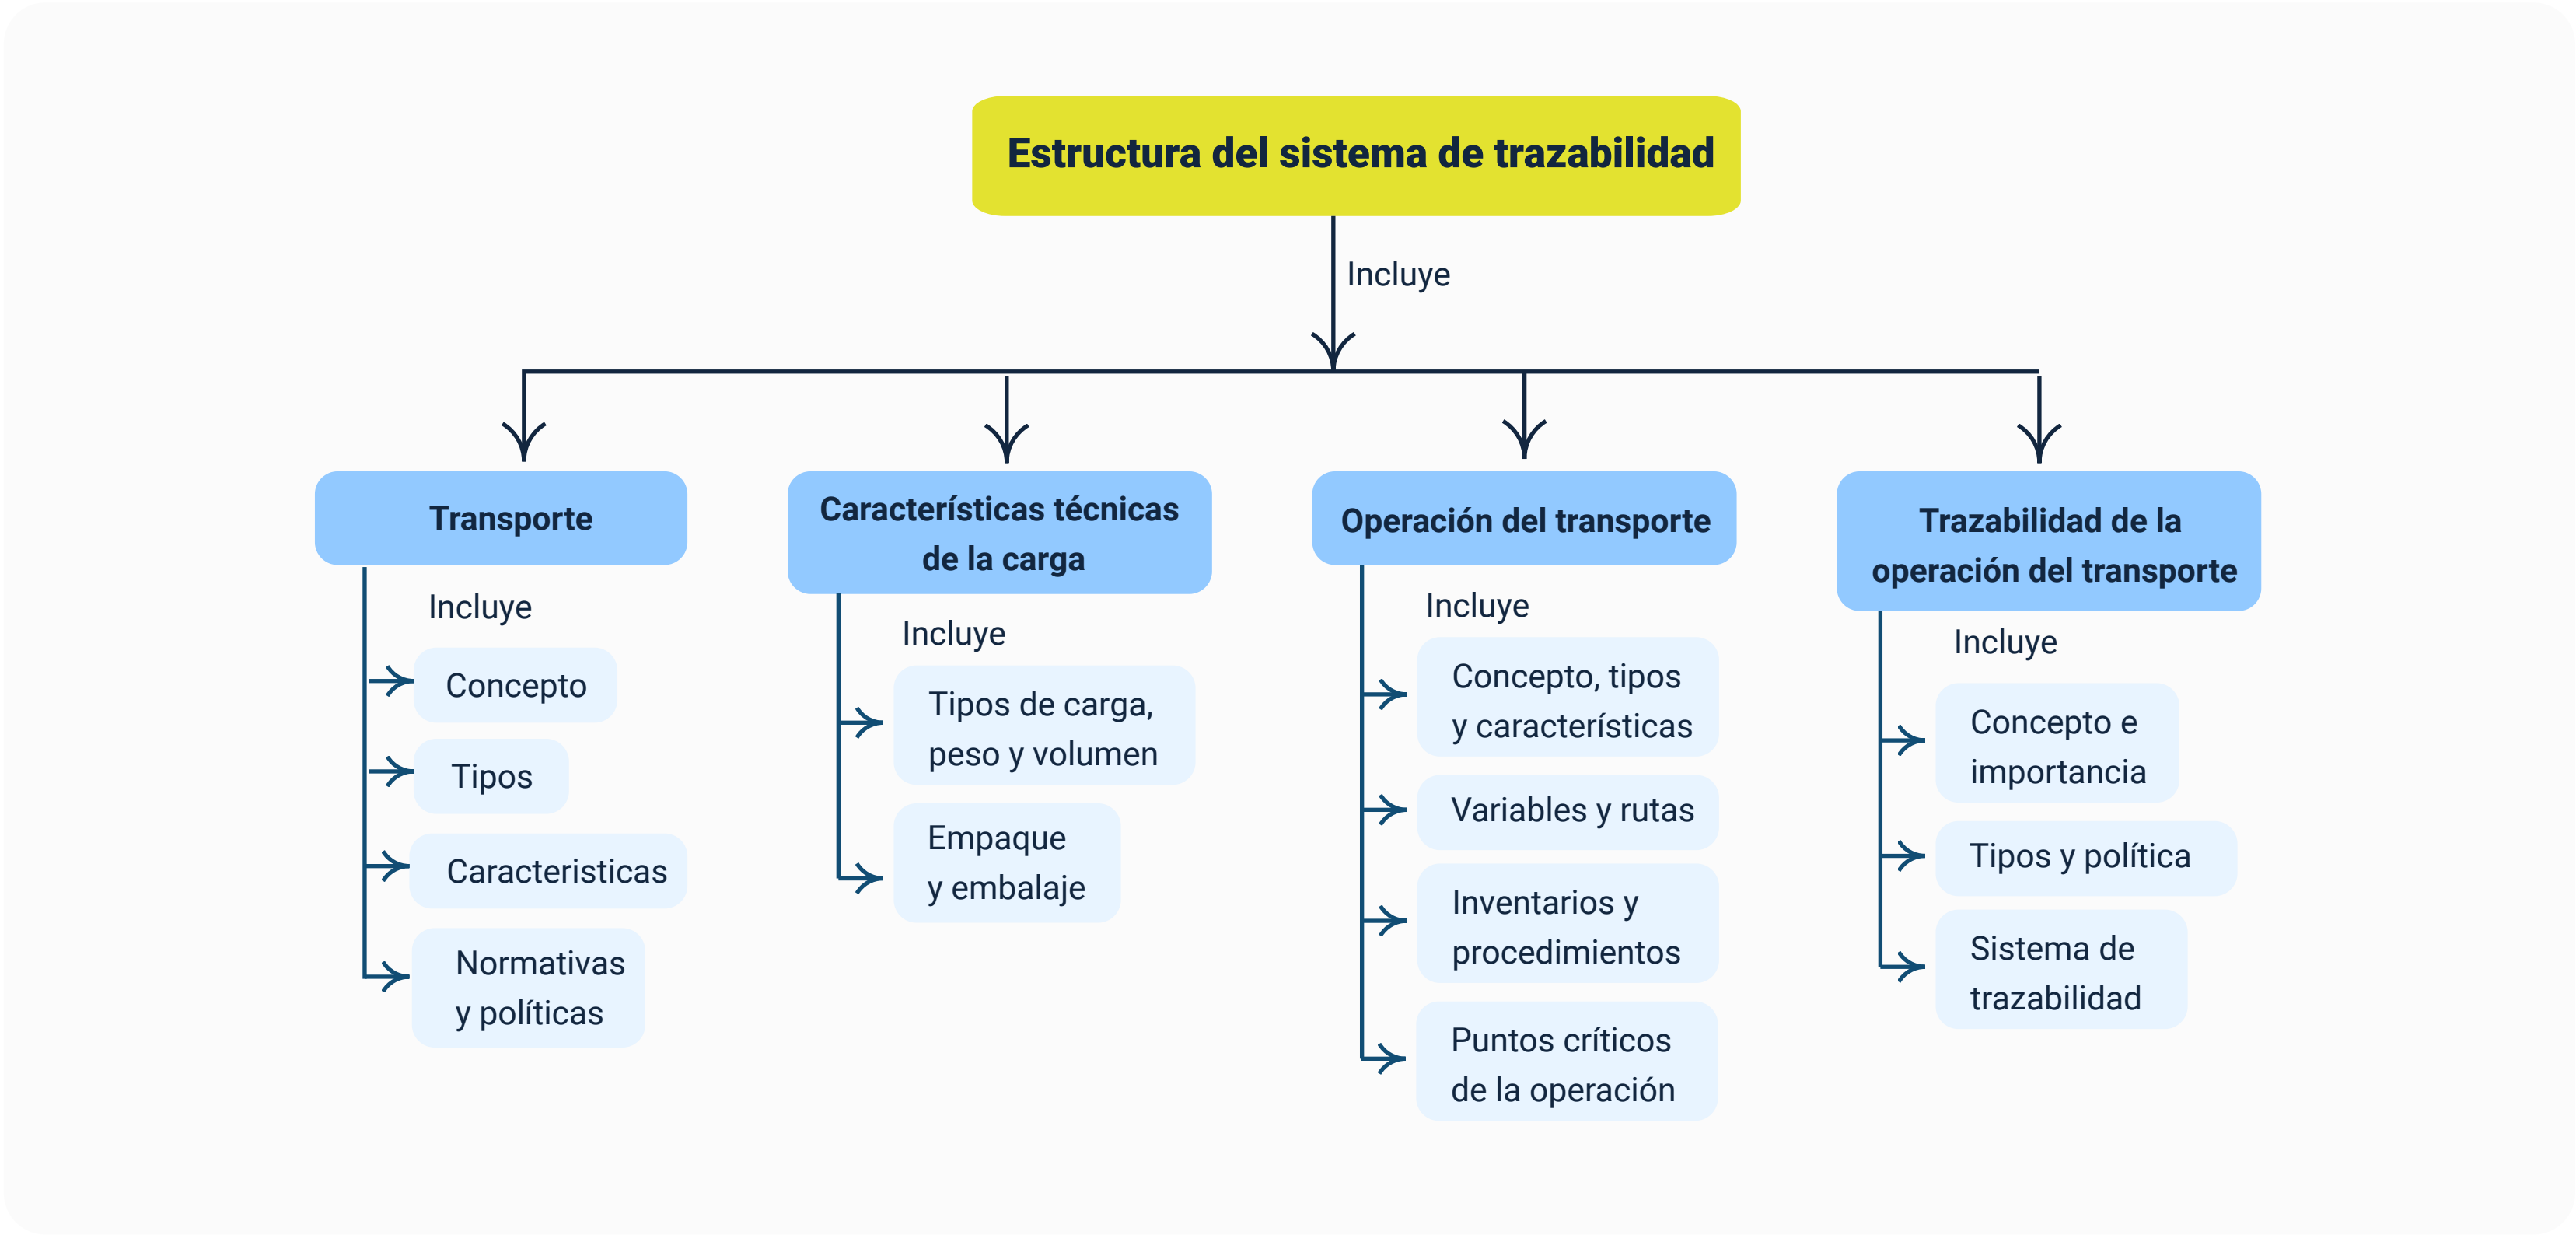 Estructura del sistema de trazabilidad
Incluye
Transporte
Incluye
Concepto
Tipos
Caracteristicas
Normativas
y políticas
Características técnicas
de la carga
Incluye
Tipos de carga,
peso y volumen
Empaque
y embalaje
Operación del transporte
Incluye
Concepto, tipos
y características
Variables y rutas
Inventarios y
procedimientos
Puntos críticos
de la operación
Trazabilidad de la
operación del transporte
Incluye
Concepto e
importancia
Tipos y política
Sistema de
trazabilidad